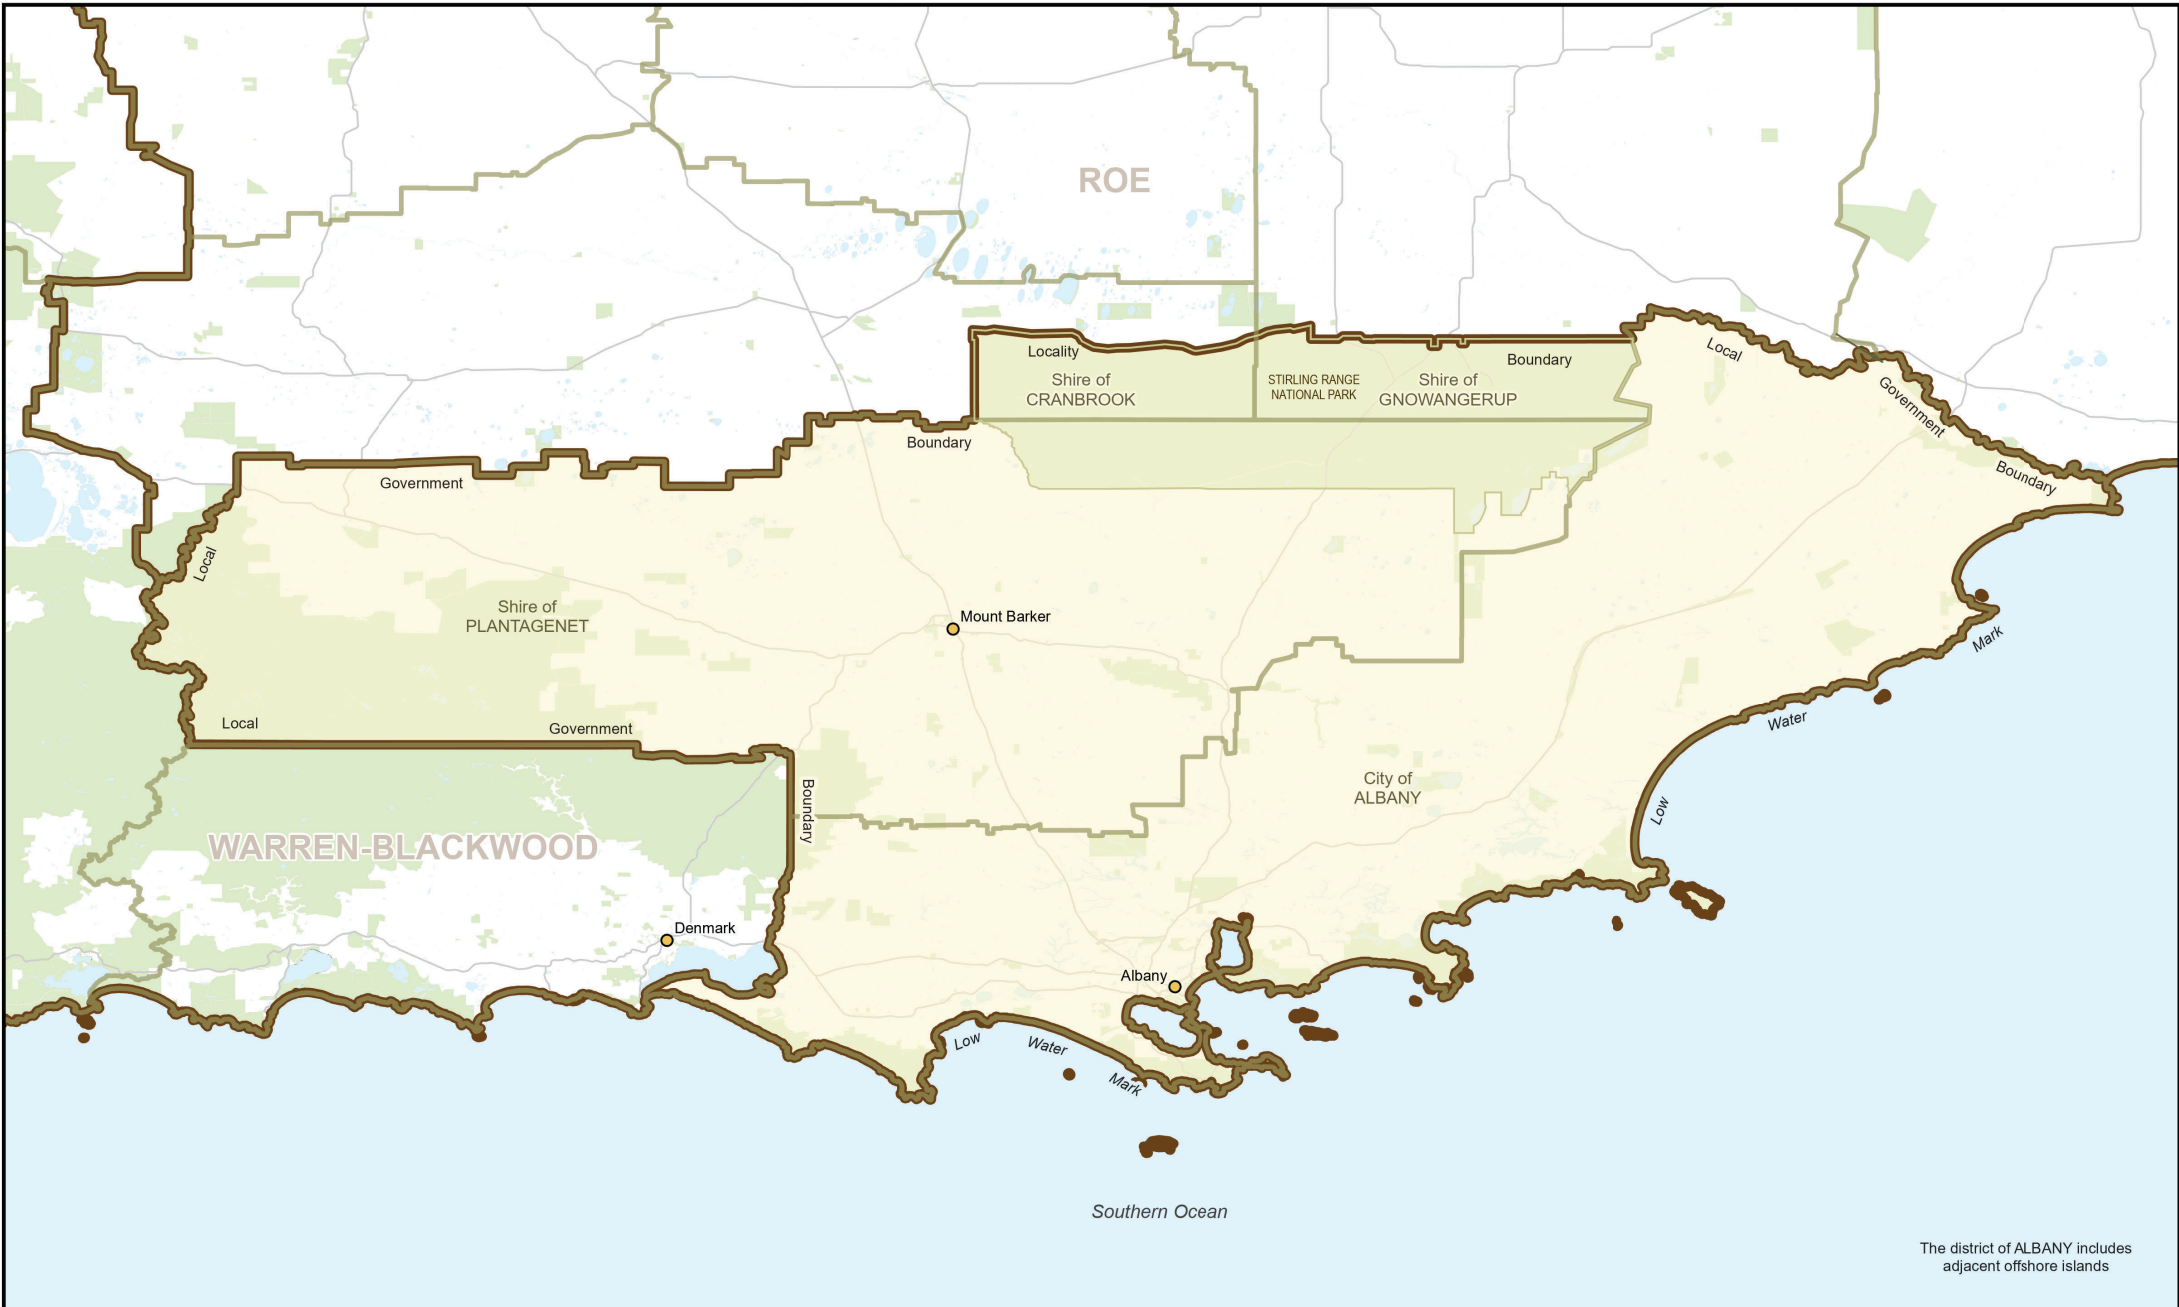 ROE
Local
Locality
Boundary
Shire of
CRANBROOK
STIRLING RANGE
NATIONAL PARK
Shire of
GNOWANGERUP
Government
Boundary
Government
Boundary
Local
Shire of
PLANTAGENET
Mount Barker
Mark
Local
Government
Water
Boundary
City of
ALBANY
Low
WARREN-BLACKWOOD
Denmark
Albany
Low
Water
Mark
Southern Ocean
The district of ALBANY includes
adjacent offshore islands